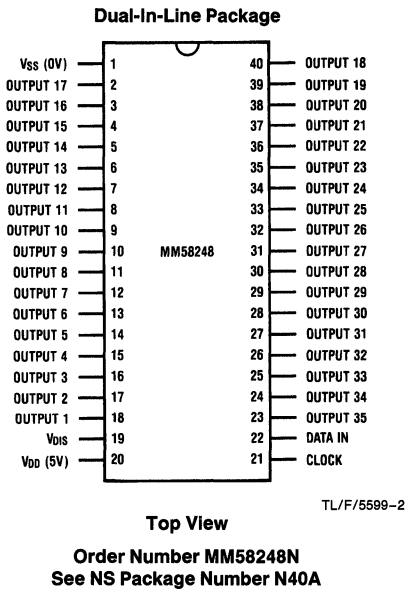 Dual-In-Line Package
VSS (0V) 1 40 OUTPUT 18
OUTPUT 17 2 39 OUTPUT 19
OUTPUT 16 3 38 OUTPUT 20
OUTPUT 15 4 37 OUTPUT 21
OUTPUT 14 5 36 OUTPUT 22
OUTPUT 13 6 35 OUTPUT 23
OUTPUT 12 7 34 OUTPUT 24
OUTPUT 11 8 33 OUTPUT 25
OUTPUT 10 9 32 OUTPUT 26
OUTPUT 9 10 MM58248 31 OUTPUT 27
OUTPUT 8 11 30 OUTPUT 28
OUTPUT 7 12 29 OUTPUT 29
OUTPUT 6 13 28 OUTPUT 30
OUTPUT 5 14 27 OUTPUT 31
OUTPUT 4 15 26 OUTPUT 32
OUTPUT 3 16 25 OUTPUT 33
OUTPUT 2 17 24 OUTPUT 34
OUTPUT 1 18 23 OUTPUT 35
VDIS 19 22 DATA IN
VDD (5V) 20 21 CLOCK
TL/F/5599-2
Top View
Order Number MM58248N
See NS Package Number N40A